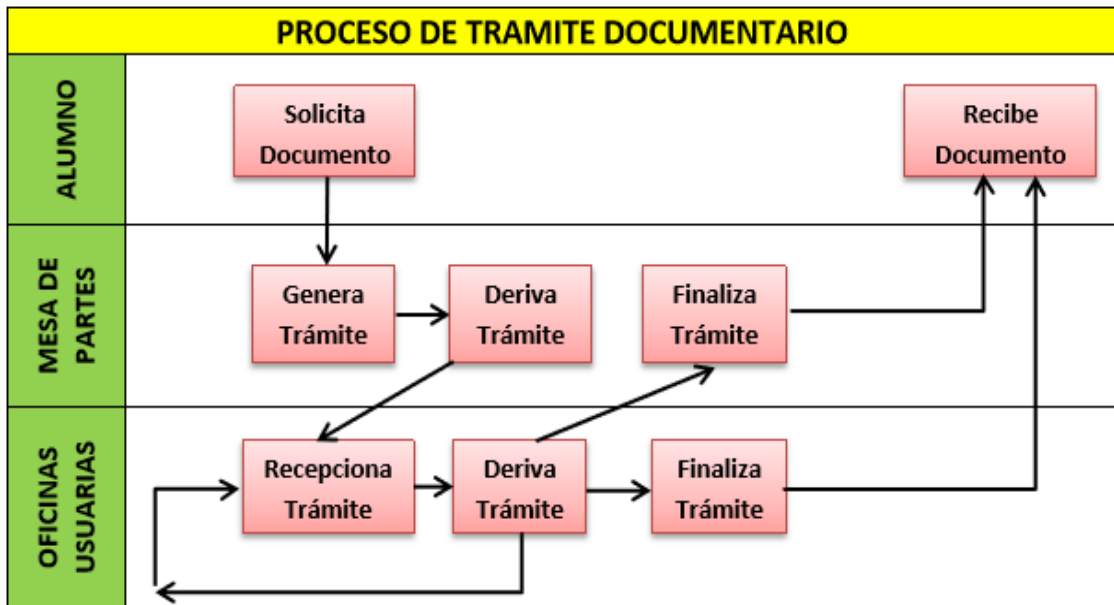 PROCESO DE TRAMITE DOCUMENTARIO
ALUMNO
Solicita
Documento
Recibe
Documento
MESA DE
PARTES
Genera
Trámite
Deriva
Trámite
Finaliza
Trámite
OFICINAS
USUARIAS
Recepciona
Trámite
Deriva
Trámite
Finaliza
Trámite